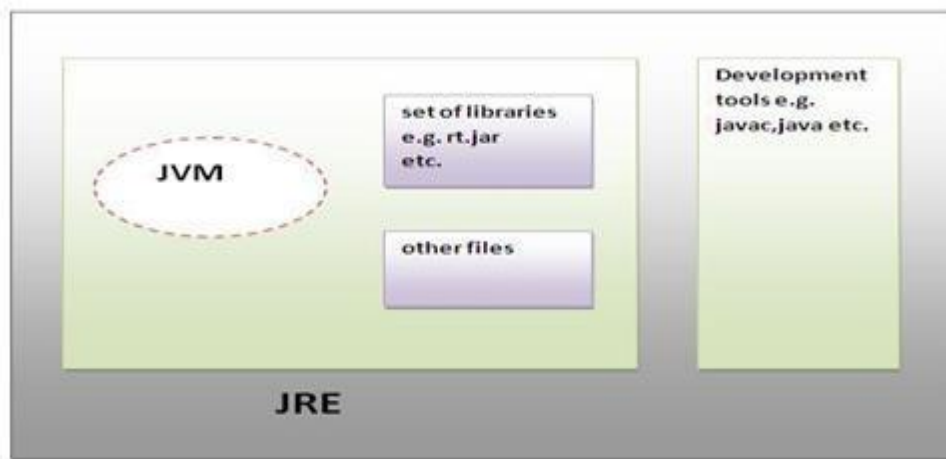 JVM
set of libraries
e.g. rt.jar
etc.
other files
Development
tools e.g.
javac,java etc.
JRE